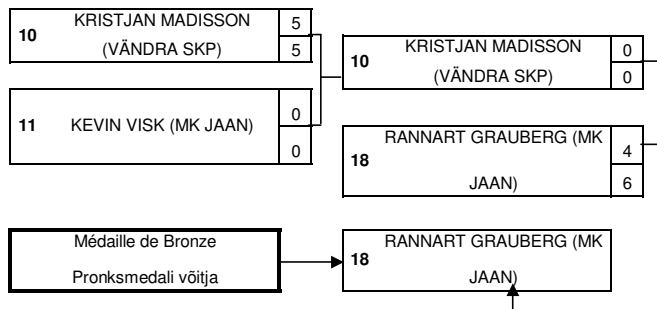 10 KRISTJAN MADISSON 5
(VÄNDRA SKP) 5
11 KEVIN VISK (MK JAAN) 0
0
10 KRISTJAN MADISSON 0
(VÄNDRA SKP) 0
18 RANNART GRAUBERG (MK 4
JAAN) 6
Médaille de Bronze
Pronksmedali võitja
18 RANNART GRAUBERG (MK
JAAN)